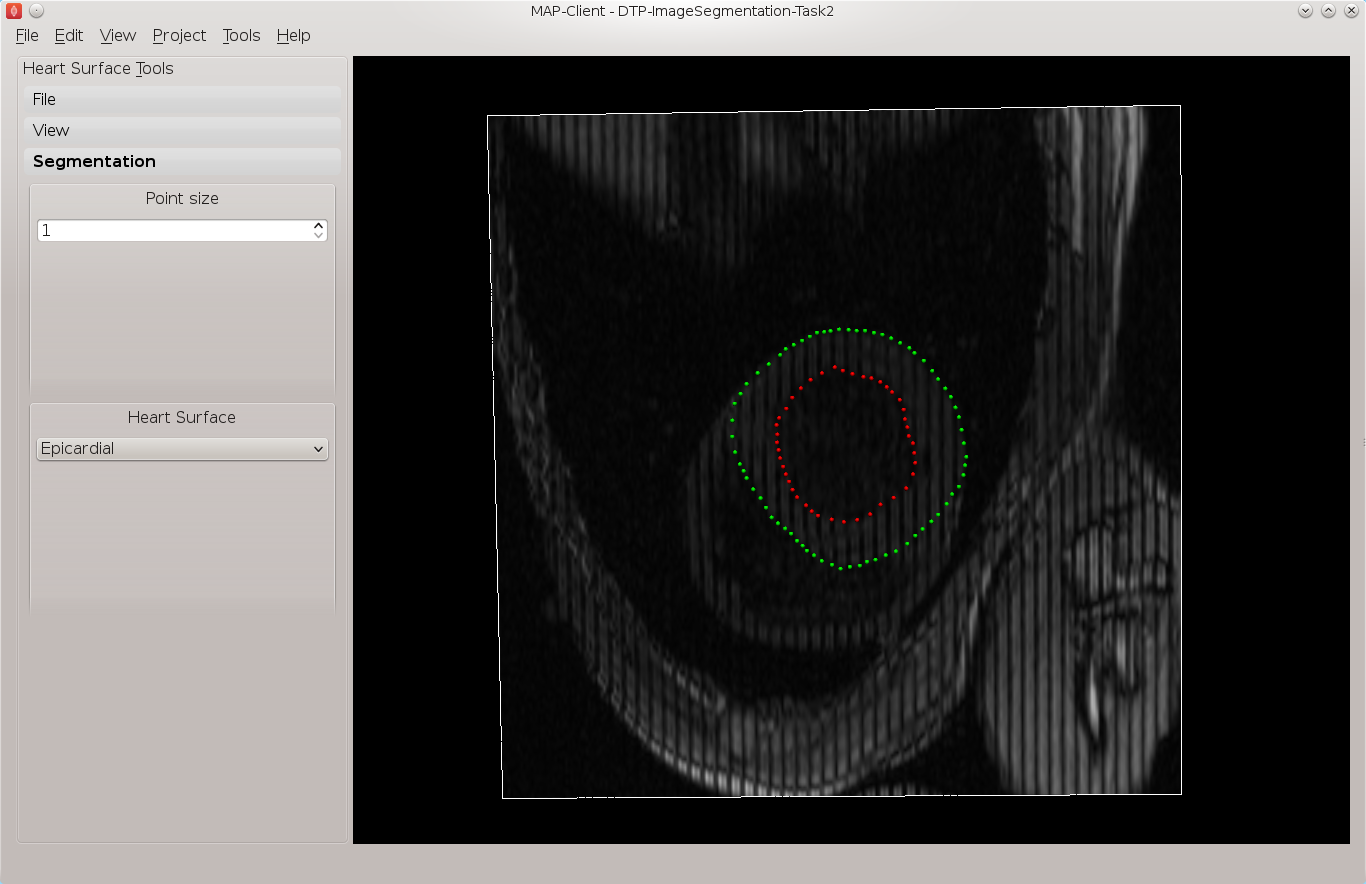 MAP-Client - DTP-ImageSegmentation-Task2
File Edit View Project Tools Help
Heart Surface Tools
File
View
Segmentation
Point size
1
Heart Surface
Epicardial